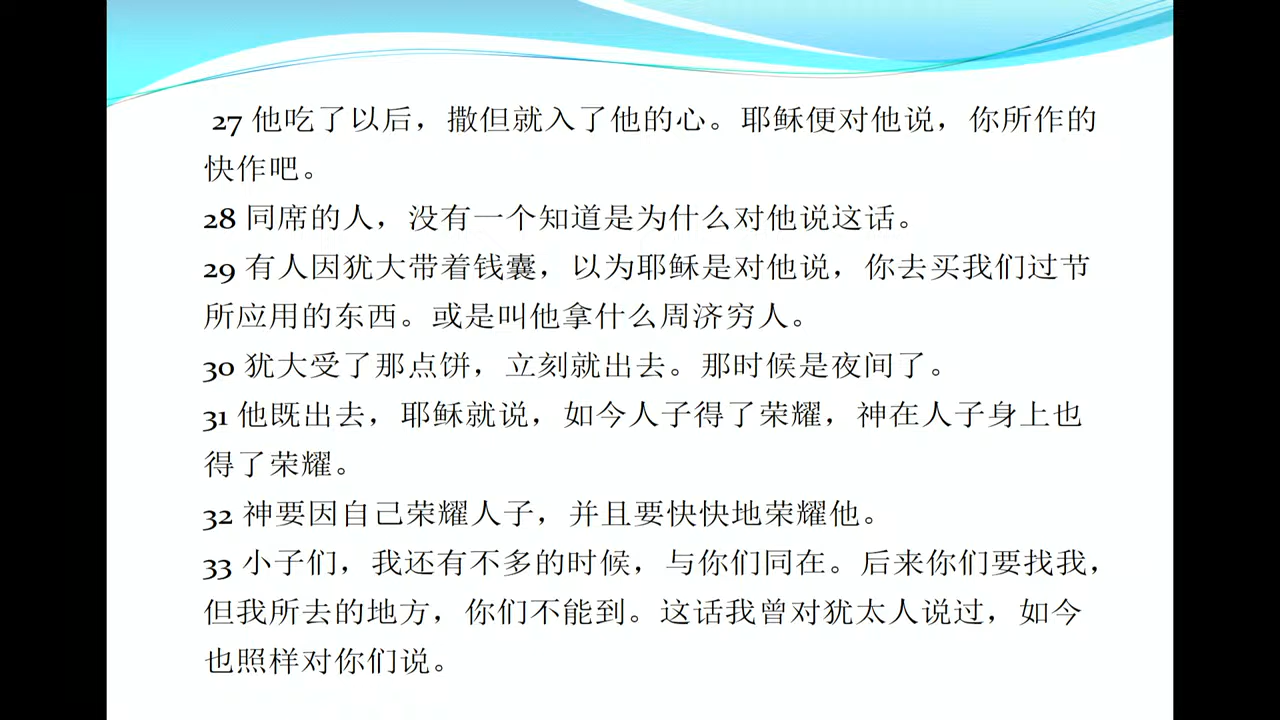 27 他吃了以后，撒但就入了他的心。耶稣便对他说，你所作的
快作吧。
28 同席的人，没有一个知道是为什么对他说这话。
29 有人因犹大带着钱囊，以为耶稣是对他说，你去买我们过节
所应用的东西。或是叫他拿什么周济穷人。
30 犹大受了那点饼，立刻就出去。那时候是夜间了。
31 他既出去，耶稣就说，如今人子得了荣耀，神在人子身上也
得了荣耀。
32 神要因自己荣耀人子，并且要快快地荣耀他。
33 小子们，我还有不多的时候，与你们同在。后来你们要找我，
但我所去的地方，你们不能到。这话我曾对犹太人说过，如今
也照样对你们说。